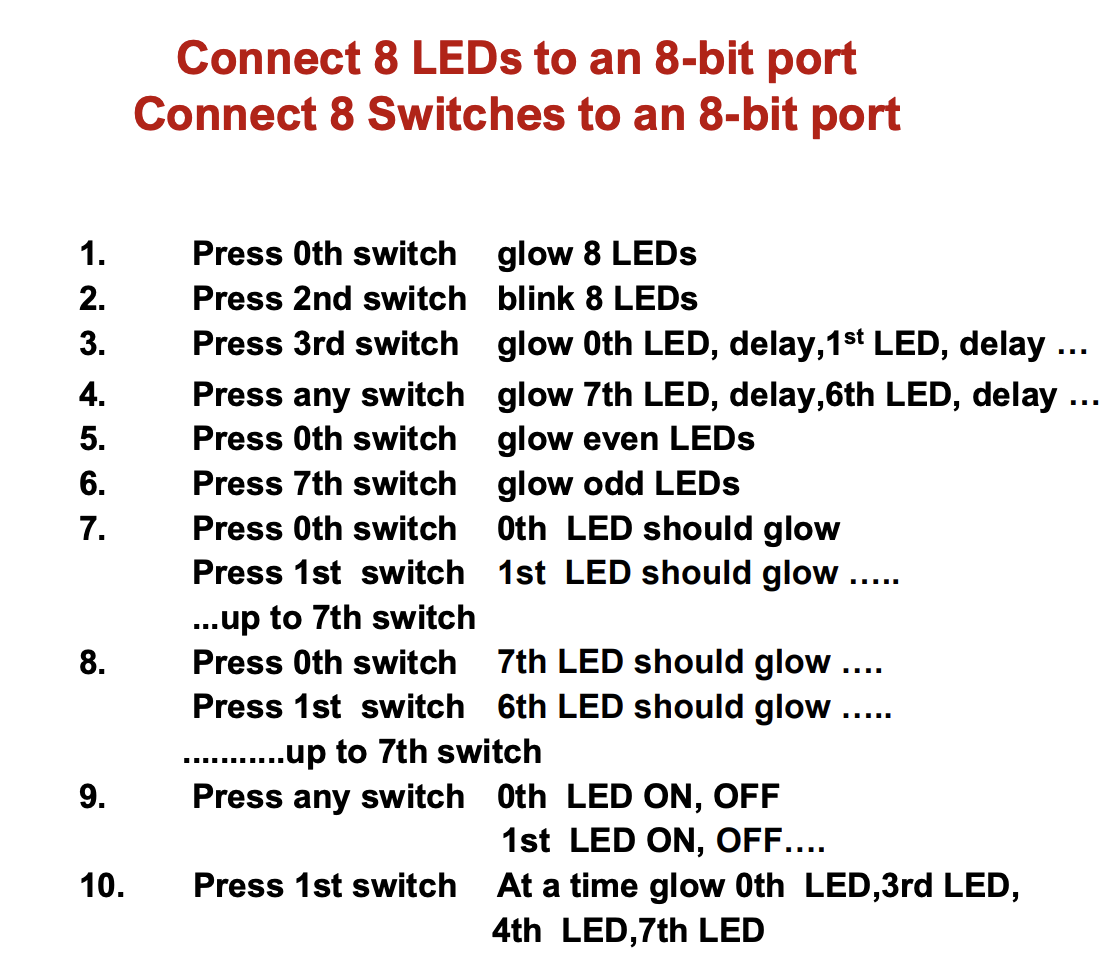 Connect 8 LEDs to an 8-bit port
Connect 8 Switches to an 8-bit port
1. Press 0th switch glow 8 LEDs
2. Press 2nd switch blink 8 LEDs
3. Press 3rd switch glow 0th LED, delay,1st LED, delay ...
4. Press any switch glow 7th LED, delay,6th LED, delay ...
5. Press 0th switch glow even LEDs
6. Press 7th switch glow odd LEDs
7. Press 0th switch 0th LED should glow
Press 1st switch 1st LED should glow .....
...up to 7th switch
8. Press 0th switch 7th LED should glow ....
Press 1st switch 6th LED should glow .....
...........up to 7th switch
9. Press any switch 0th LED ON, OFF
1st LED ON, OFF....
10. Press 1st switch At a time glow 0th LED,3rd LED,
4th LED,7th LED